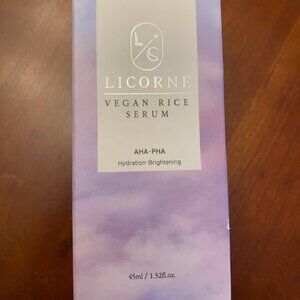 L C
LICORNE
VEGAN RICE
SERUM
AHA-PHA
Hydration·Brightening
45ml / 1.52fl.oz.